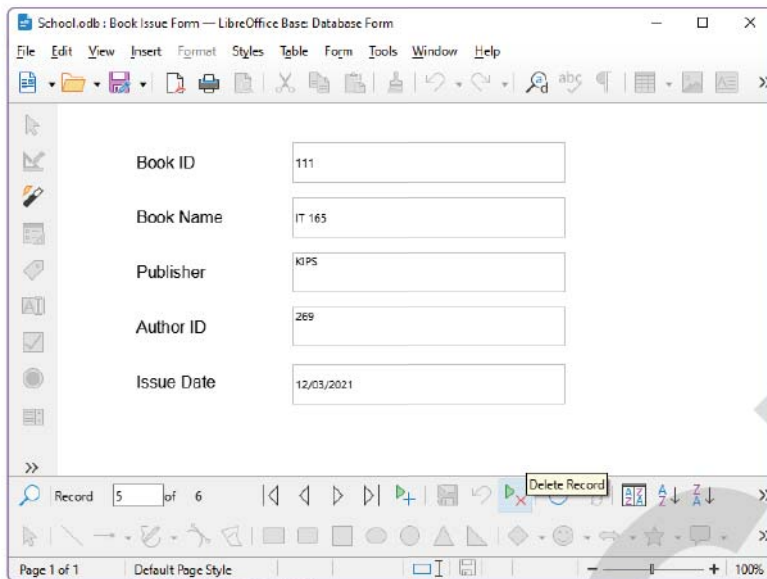 School.odb : Book Issue Form — LibreOffice Base: Database Form
File Edit View Insert Format Styles Table Form Tools Window Help
Book ID 111
Book Name IT 165
Publisher KIPS
Author ID 269
Issue Date 12/03/2021
Delete Record
Record 5 of 6
Page 1 of 1 Default Page Style 100%